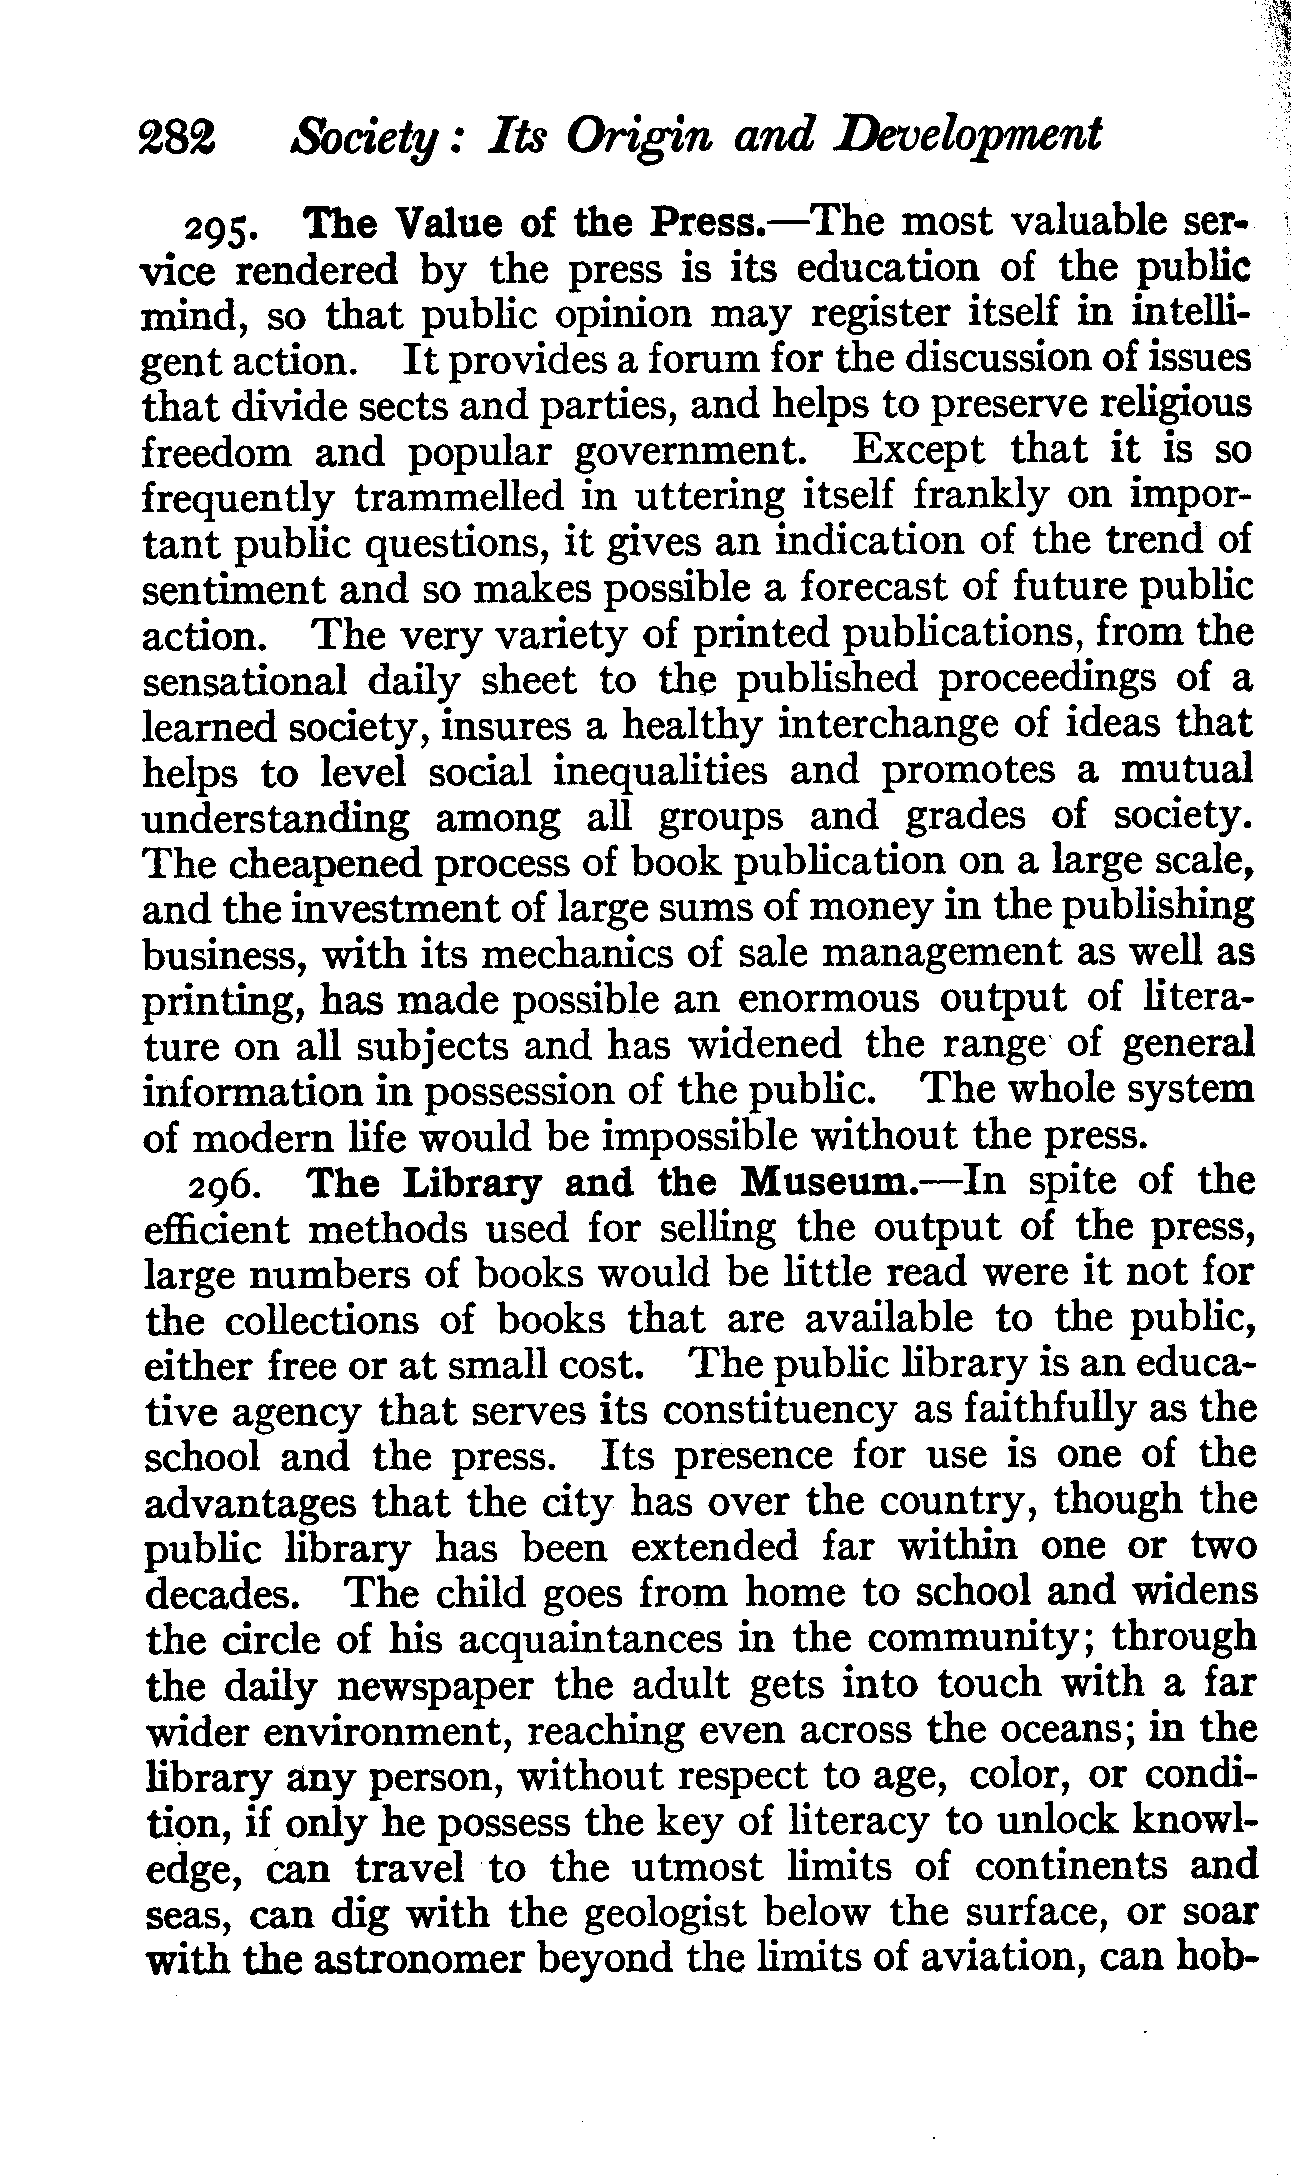 282 Society: Its Origin and Development
295. The Value of the Press.—The most valuable ser-
vice rendered by the press is its education of the public
mind, so that public opinion may register itself in intelli-
gent action. It provides a forum for the discussion of issues
that divide sects and parties, and helps to preserve religious
freedom and popular government. Except that it is so
frequently trammelled in uttering itself frankly on impor-
tant public questions, it gives an indication of the trend of
sentiment and so makes possible a forecast of future public
action. The very variety of printed publications, from the
sensational daily sheet to the published proceedings of a
learned society, insures a healthy interchange of ideas that
helps to level social inequalities and promotes a mutual
understanding among all groups and grades of society.
The cheapened process of book publication on a large scale,
and the investment of large sums of money in the publishing
business, with its mechanics of sale management as well as
printing, has made possible an enormous output of litera-
ture on all subjects and has widened the range of general
information in possession of the public. The whole system
of modern life would be impossible without the press.
296. The Library and the Museum.—In spite of the
efficient methods used for selling the output of the press,
large numbers of books would be little read were it not for
the collections of books that are available to the public,
either free or at small cost. The public library is an educa-
tive agency that serves its constituency as faithfully as the
school and the press. Its presence for use is one of the
advantages that the city has over the country, though the
public library has been extended far within one or two
decades. The child goes from home to school and widens
the circle of his acquaintances in the community; through
the daily newspaper the adult gets into touch with a far
wider environment, reaching even across the oceans; in the
library any person, without respect to age, color, or condi-
tion, if only he possess the key of literacy to unlock knowl-
edge, can travel to the utmost limits of continents and
seas, can dig with the geologist below the surface, or soar
with the astronomer beyond the limits of aviation, can hob-